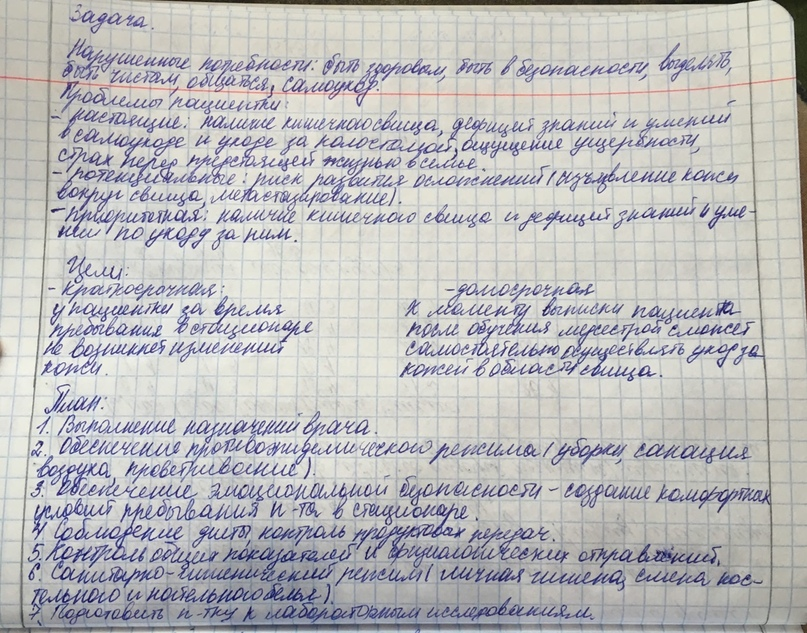 Задача.
Нарушенные потребности: быть здоровым, быть в безопасности, выделять,
быть чистым, общаться, самоуход.
Проблемы пациентки:
- настоящие: наличие кишечного свища, дефицит знаний и умений
в самоуходе и уходе за колостомой, ощущение ущербности,
страх перед предстоящей жизнью в семье.
- потенциальные: риск развития осложнений (изъязвление кожи
вокруг свища, метастазирование).
- приоритетная: наличие кишечного свища и дефицит знаний и уме-
ний по уходу за ним.
Цели:
- краткосрочная:
у пациентки за время
пребывания в стационаре
не возникнет изменений
кожи.
- долгосрочная
к моменту выписки пациентка
после обучения медсестрой сможет
самостоятельно осуществлять уход за
кожей в области свища.
План:
1. Выполнение назначений врача.
2. Обеспечение противоэпидемического режима (уборки, санация
воздуха, проветривание).
3. Обеспечение эмоциональной безопасности - создание комфортных
условий пребывания п-тки в стационаре.
4. Соблюдение диеты, контроль продуктовых передач.
5. Контроль общих показателей и физиологических отправлений.
6. Санитарно-гигиенический режим (личная гигиена, смена пос-
тельного и нательного белья).
7. Подготовить п-тку к лабораторным исследованиям.